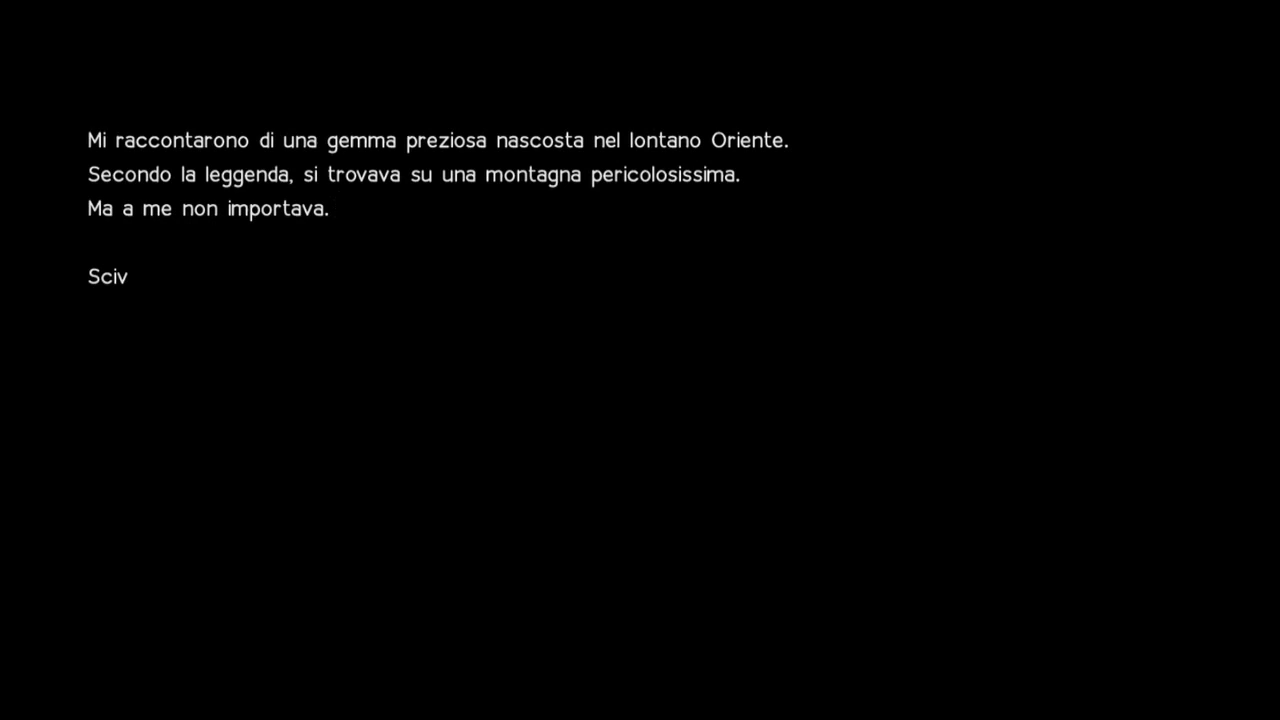 Mi raccontarono di una gemma preziosa nascosta nel lontano Oriente.
Secondo la leggenda, si trovava su una montagna pericolosissima.
Ma a me non importava.
Sciv